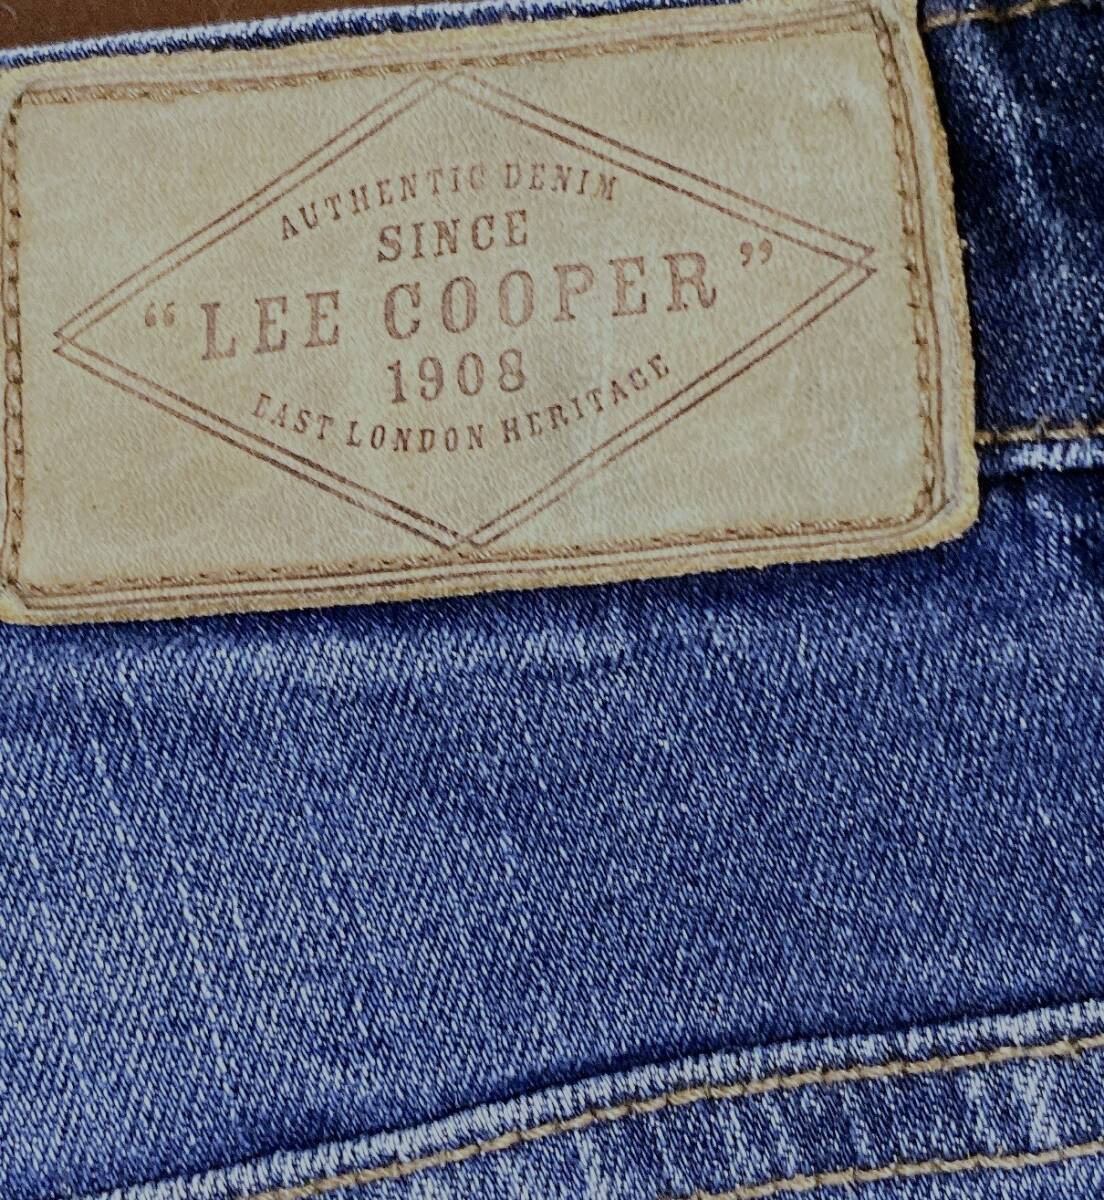 AUTHENTIC DENIM
SINCE
“LEE COOPER”
1908
EAST LONDON HERITAGE